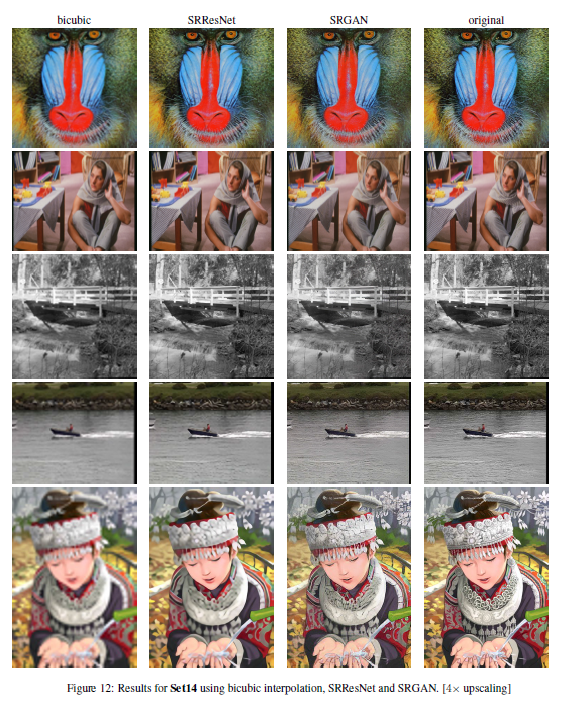 bicubic SRResNet SRGAN original
Figure 12: Results for Set14 using bicubic interpolation, SRResNet and SRGAN. [4× upscaling]